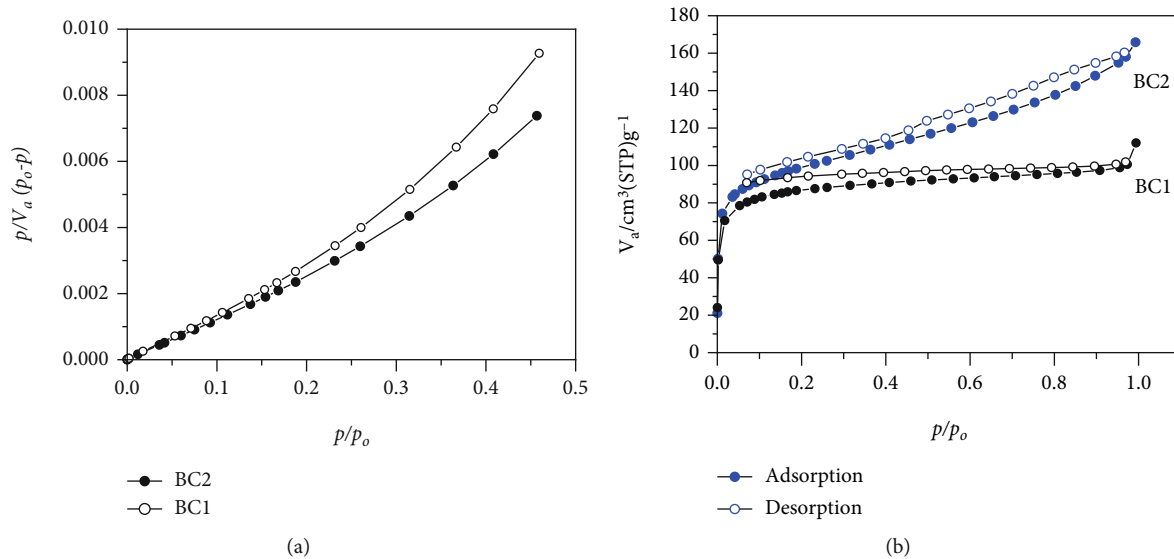 0.010
0.008
0.006
0.004
0.002
0.000
p/Vₐ (pₒ-p)
0.0 0.1 0.2 0.3 0.4 0.5
p/pₒ
BC2
BC1
(a)
180
160
140
120
100
80
60
40
20
0
Vₐ/cm³(STP)g⁻¹
BC2
BC1
0.0 0.2 0.4 0.6 0.8 1.0
p/pₒ
Adsorption
Desorption
(b)